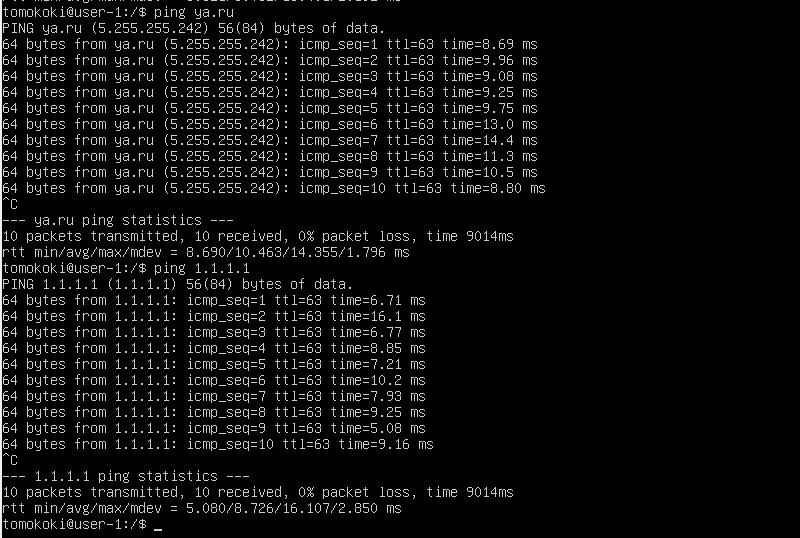 tomokoki@user-1:/$ ping ya.ru
PING ya.ru (5.255.255.242) 56(84) bytes of data.
64 bytes from ya.ru (5.255.255.242): icmp_seq=1 ttl=63 time=8.69 ms
64 bytes from ya.ru (5.255.255.242): icmp_seq=2 ttl=63 time=9.96 ms
64 bytes from ya.ru (5.255.255.242): icmp_seq=3 ttl=63 time=9.08 ms
64 bytes from ya.ru (5.255.255.242): icmp_seq=4 ttl=63 time=9.25 ms
64 bytes from ya.ru (5.255.255.242): icmp_seq=5 ttl=63 time=9.75 ms
64 bytes from ya.ru (5.255.255.242): icmp_seq=6 ttl=63 time=13.0 ms
64 bytes from ya.ru (5.255.255.242): icmp_seq=7 ttl=63 time=14.4 ms
64 bytes from ya.ru (5.255.255.242): icmp_seq=8 ttl=63 time=11.3 ms
64 bytes from ya.ru (5.255.255.242): icmp_seq=9 ttl=63 time=10.5 ms
64 bytes from ya.ru (5.255.255.242): icmp_seq=10 ttl=63 time=8.80 ms
^C
--- ya.ru ping statistics ---
10 packets transmitted, 10 received, 0% packet loss, time 9014ms
rtt min/avg/max/mdev = 8.690/10.463/14.355/1.796 ms
tomokoki@user-1:/$ ping 1.1.1.1
PING 1.1.1.1 (1.1.1.1) 56(84) bytes of data.
64 bytes from 1.1.1.1: icmp_seq=1 ttl=63 time=6.71 ms
64 bytes from 1.1.1.1: icmp_seq=2 ttl=63 time=16.1 ms
64 bytes from 1.1.1.1: icmp_seq=3 ttl=63 time=6.77 ms
64 bytes from 1.1.1.1: icmp_seq=4 ttl=63 time=8.85 ms
64 bytes from 1.1.1.1: icmp_seq=5 ttl=63 time=7.21 ms
64 bytes from 1.1.1.1: icmp_seq=6 ttl=63 time=10.2 ms
64 bytes from 1.1.1.1: icmp_seq=7 ttl=63 time=7.93 ms
64 bytes from 1.1.1.1: icmp_seq=8 ttl=63 time=9.25 ms
64 bytes from 1.1.1.1: icmp_seq=9 ttl=63 time=5.08 ms
64 bytes from 1.1.1.1: icmp_seq=10 ttl=63 time=9.16 ms
^C
--- 1.1.1.1 ping statistics ---
10 packets transmitted, 10 received, 0% packet loss, time 9014ms
rtt min/avg/max/mdev = 5.080/8.726/16.107/2.850 ms
tomokoki@user-1:/$ _